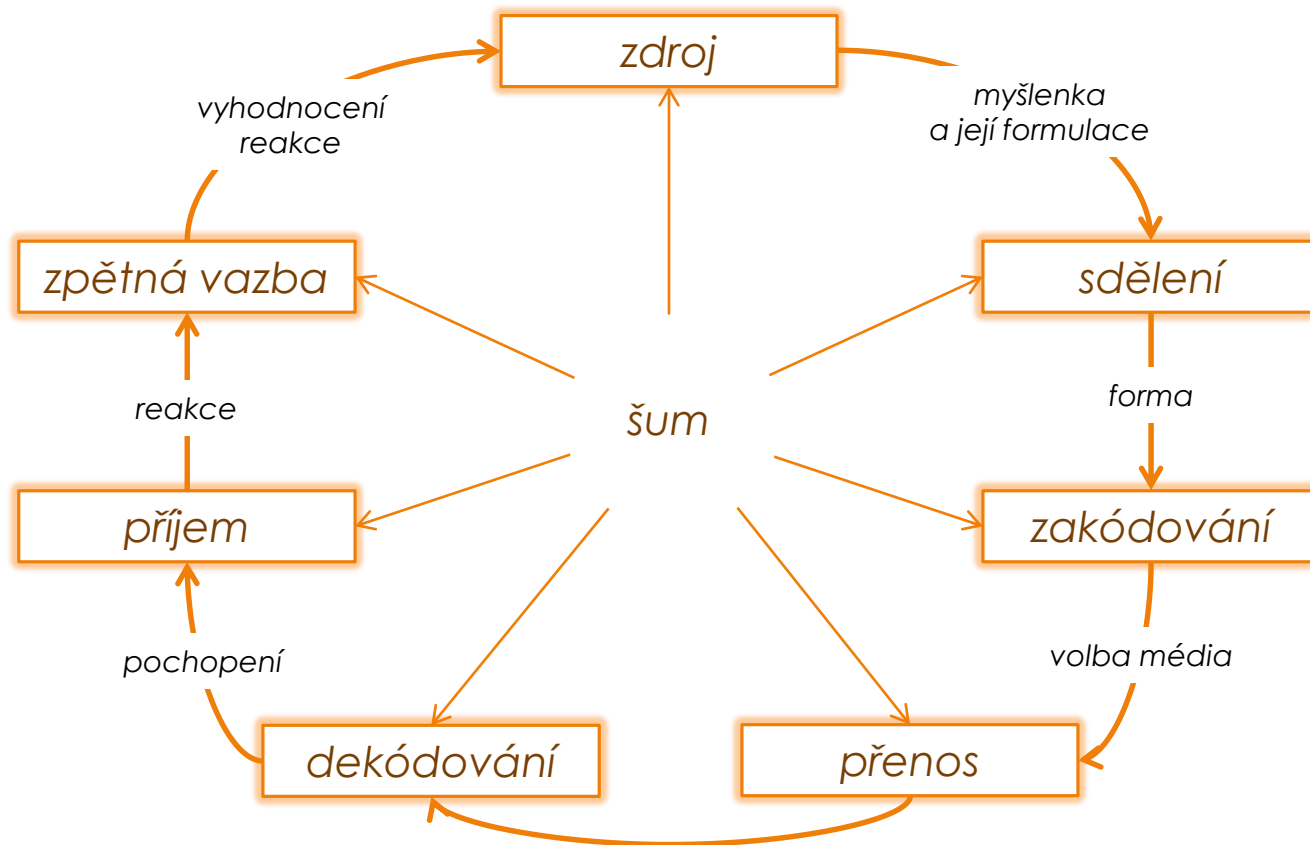 zdroj
myšlenka
a její formulace
vyhodnocení
reakce
zpětná vazba
sdělení
reakce
forma
šum
příjem
zakódování
pochopení
volba média
dekódování
přenos